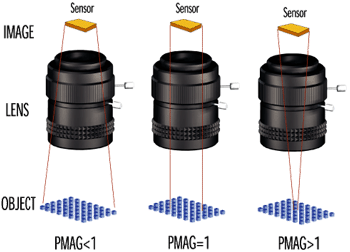 Sensor Sensor Sensor
IMAGE
LENS
OBJECT
PMAG<1 PMAG=1 PMAG>1